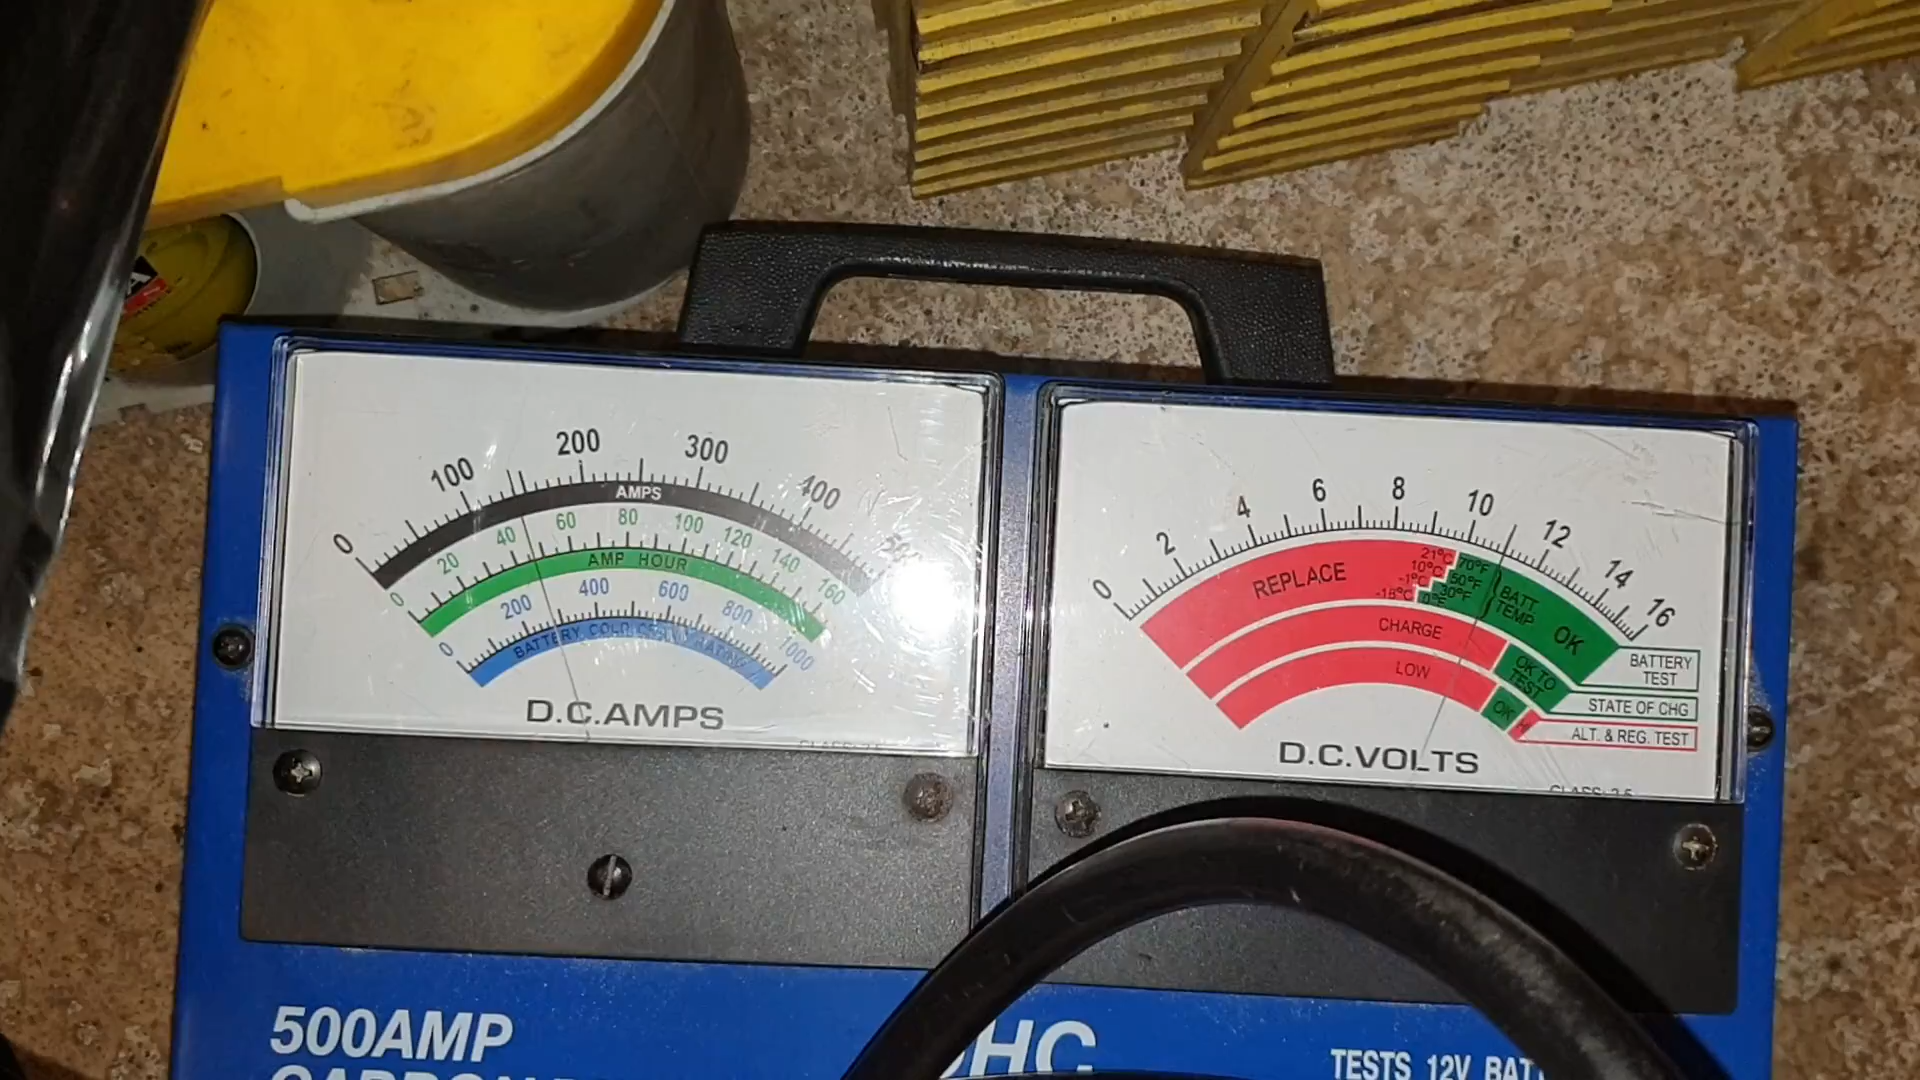 0 100 200 300 400
AMPS
0 20 40 60 80 100 120 140 160
AMP HOUR
0 200 400 600 800 1000
BATTERY COLD RATING
D.C.AMPS
0 2 4 6 8 10 12 14 16
REPLACE
21°C 70°F
10°C 50°F
-1°C 30°F
-18°C 0°F
BATT
TEMP
OK
CHARGE
OK TO
TEST
LOW
OK
BATTERY
TEST
STATE OF CHG
ALT. & REG. TEST
D.C.VOLTS
500AMP
TESTS 12V